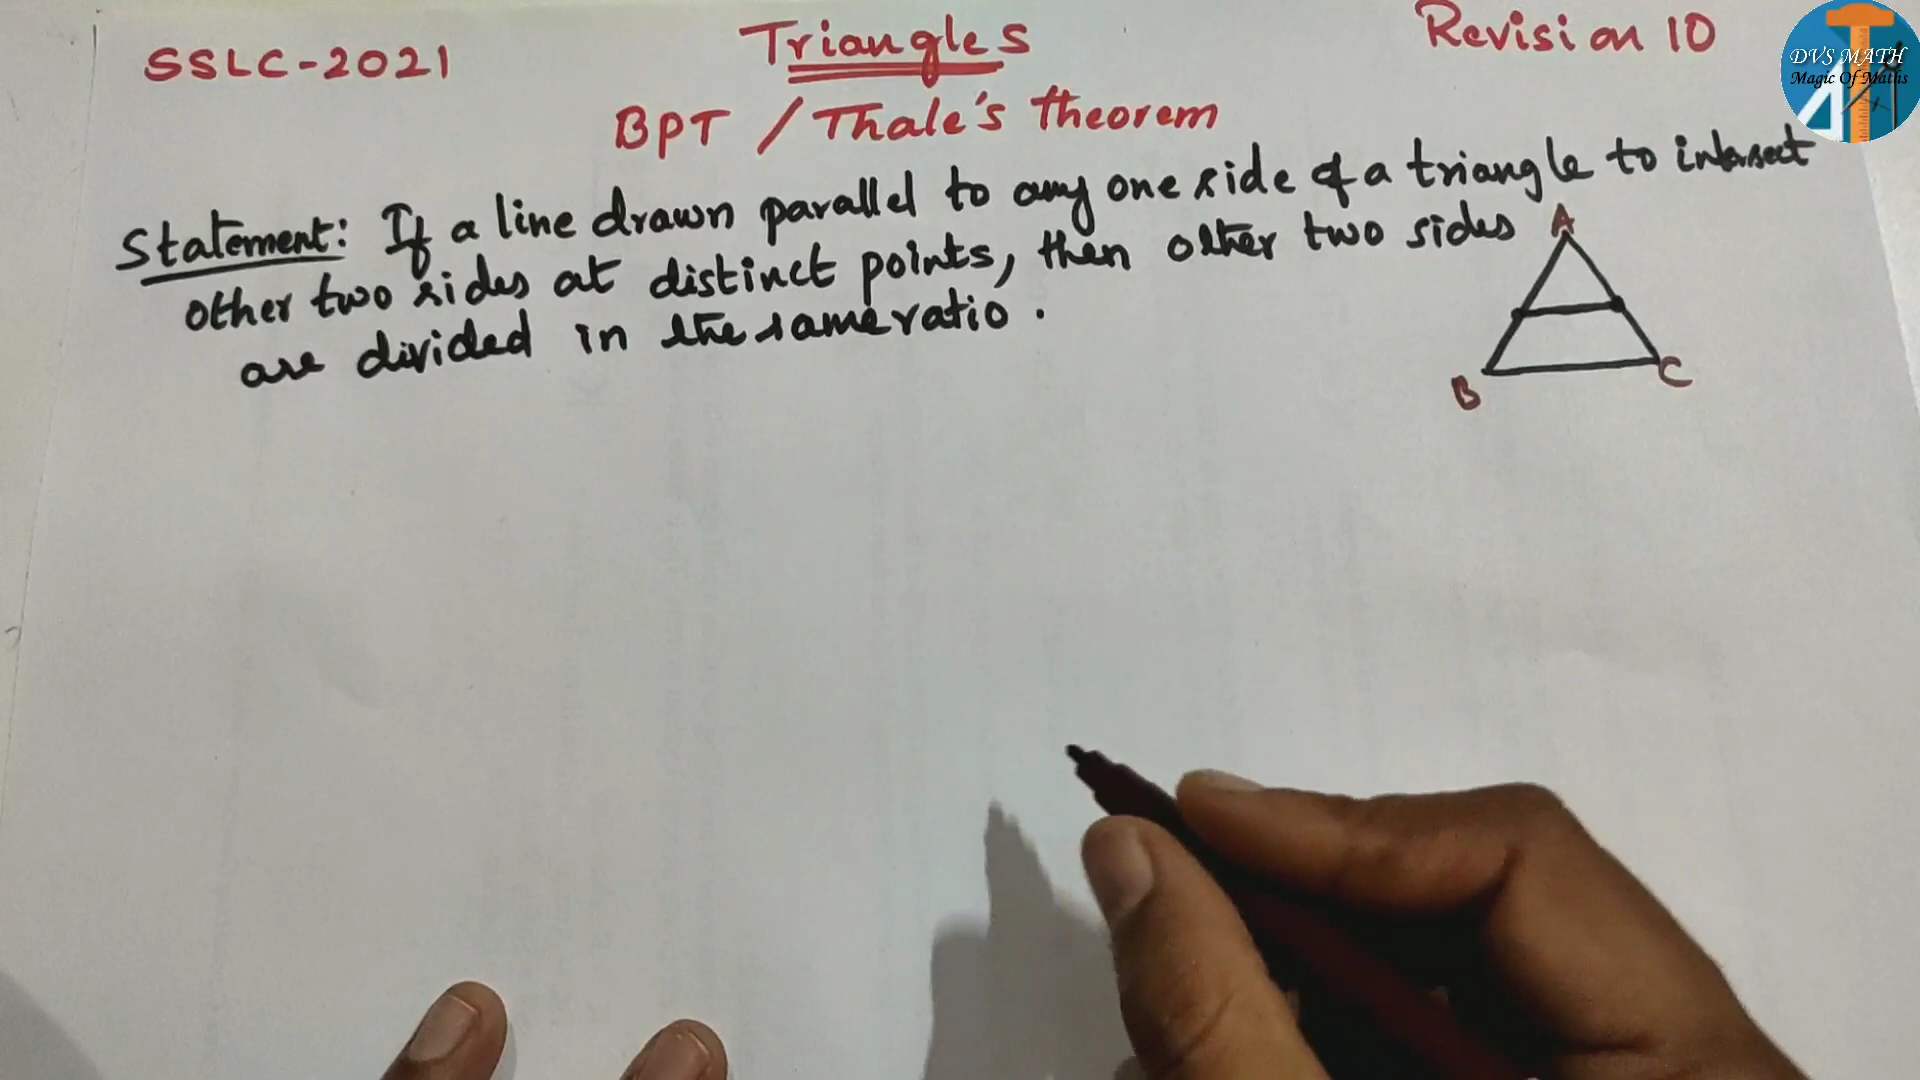 SSLC-2021
Triangles
Revision 10
DVS MATH
Magic Of Maths
BPT / Thale's theorem
Statement: If a line drawn parallel to any one side of a triangle to intersect
other two sides at distinct points, then other two sides
are divided in the same ratio.
A
B
C